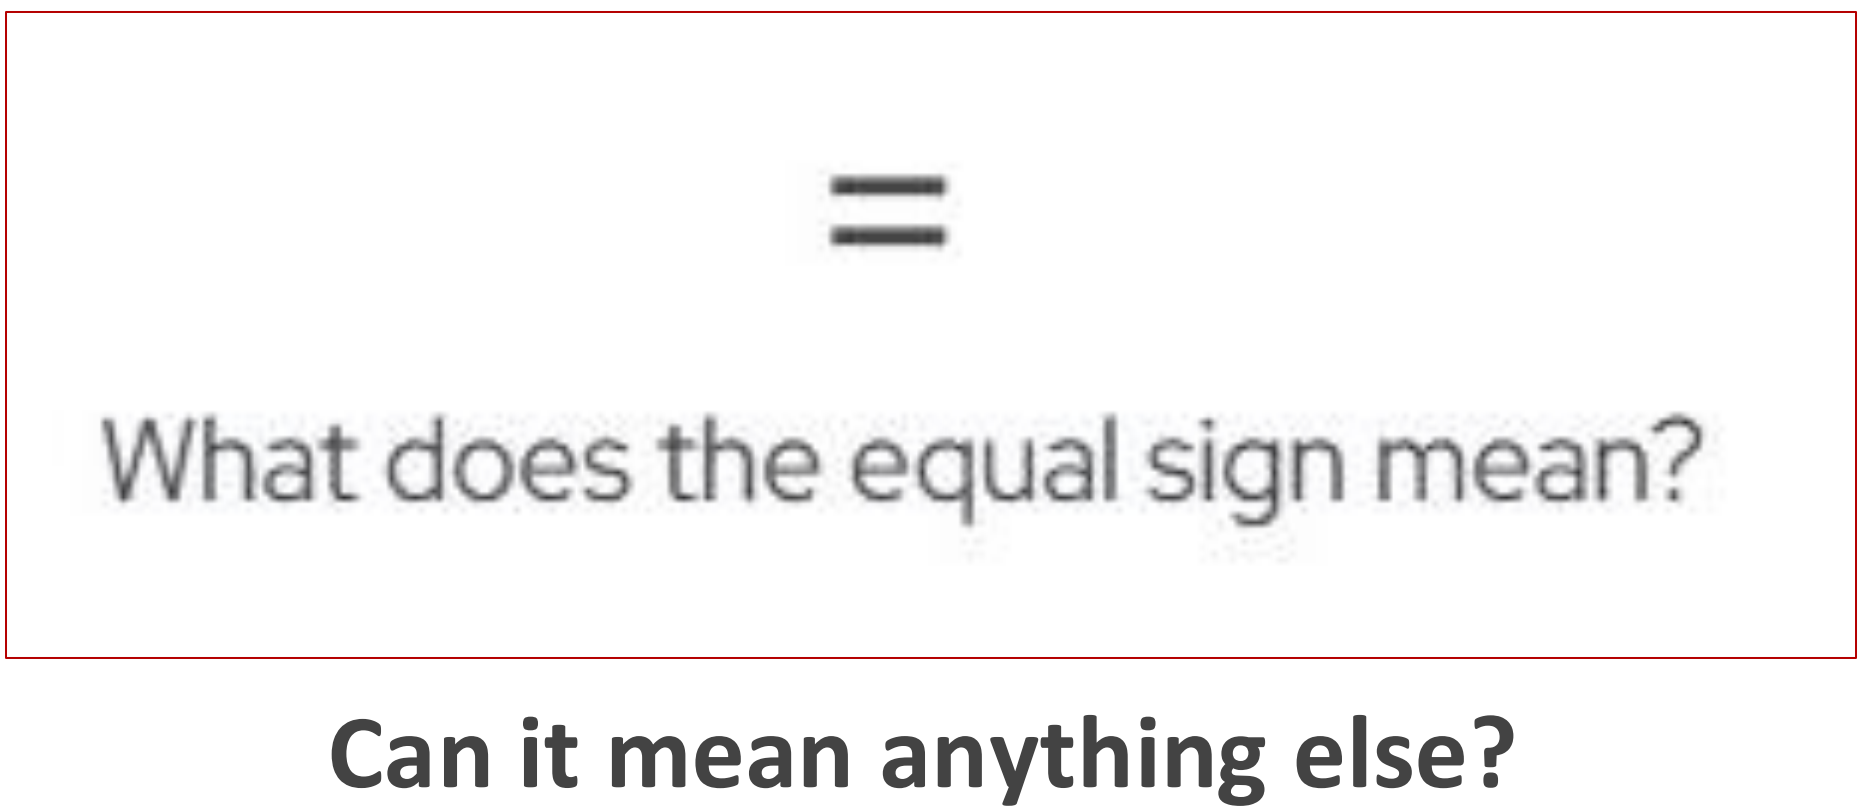 =
What does the equal sign mean?
Can it mean anything else?